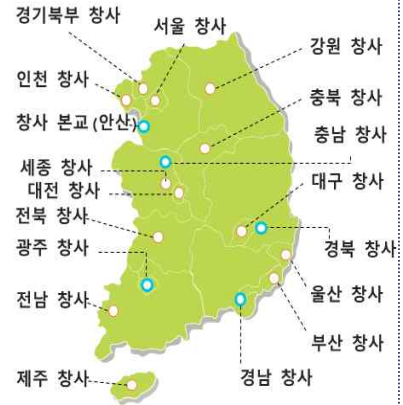 경기북부 창사
서울 창사
강원 창사
인천 창사
충북 창사
창사 본교 (안산)
충남 창사
세종 창사
대전 창사
대구 창사
전북 창사
광주 창사
경북 창사
전남 창사
울산 창사
부산 창사
제주 창사
경남 창사